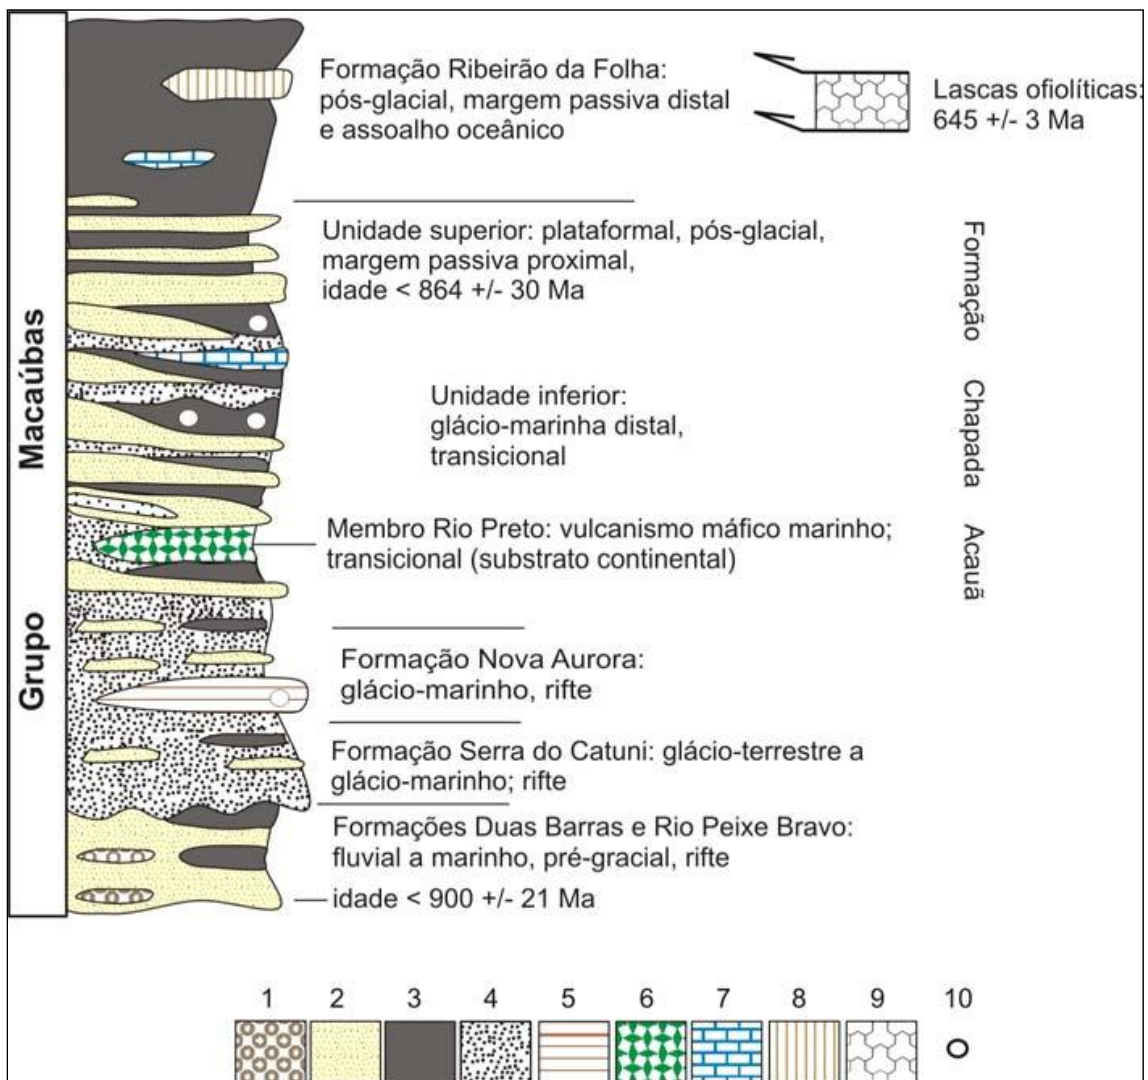 Grupo Macaúbas
Formação Ribeirão da Folha:
pós-glacial, margem passiva distal
e assoalho oceânico
Lascas ofiolíticas:
645 +/- 3 Ma
Unidade superior: plataformal, pós-glacial,
margem passiva proximal,
idade < 864 +/- 30 Ma
Formação Chapada Acauã
Unidade inferior:
glácio-marinha distal,
transicional
Membro Rio Preto: vulcanismo máfico marinho;
transicional (substrato continental)
Formação Nova Aurora:
glácio-marinho, rifte
Formação Serra do Catuni: glácio-terrestre a
glácio-marinho; rifte
Formações Duas Barras e Rio Peixe Bravo:
fluvial a marinho, pré-gracial, rifte
idade < 900 +/- 21 Ma
1 2 3 4 5 6 7 8 9 10